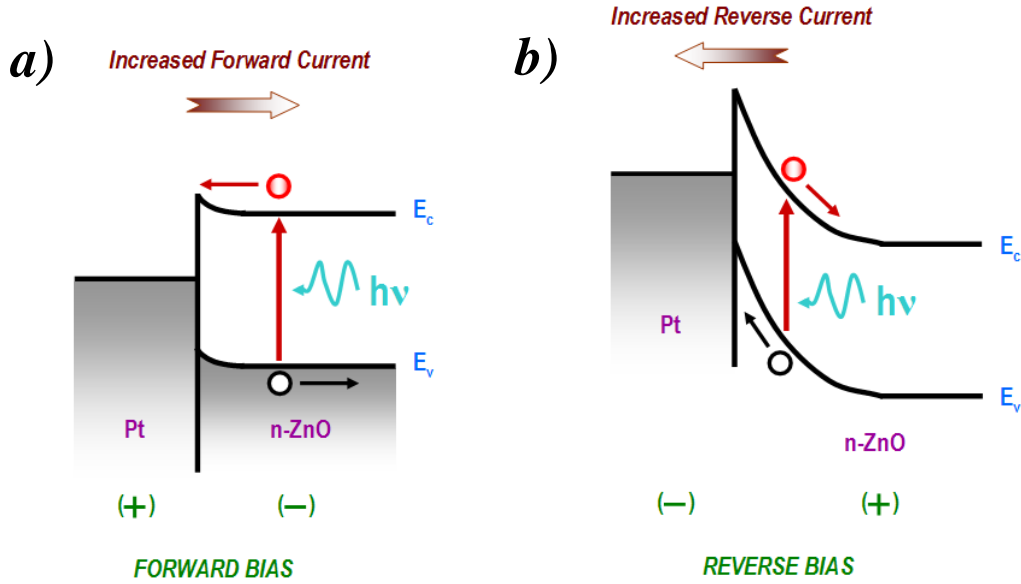 a)
Increased Forward Current
E_c
hν
E_v
Pt
n-ZnO
(+)
(−)
FORWARD BIAS
b)
Increased Reverse Current
E_c
hν
Pt
E_v
n-ZnO
(−)
(+)
REVERSE BIAS